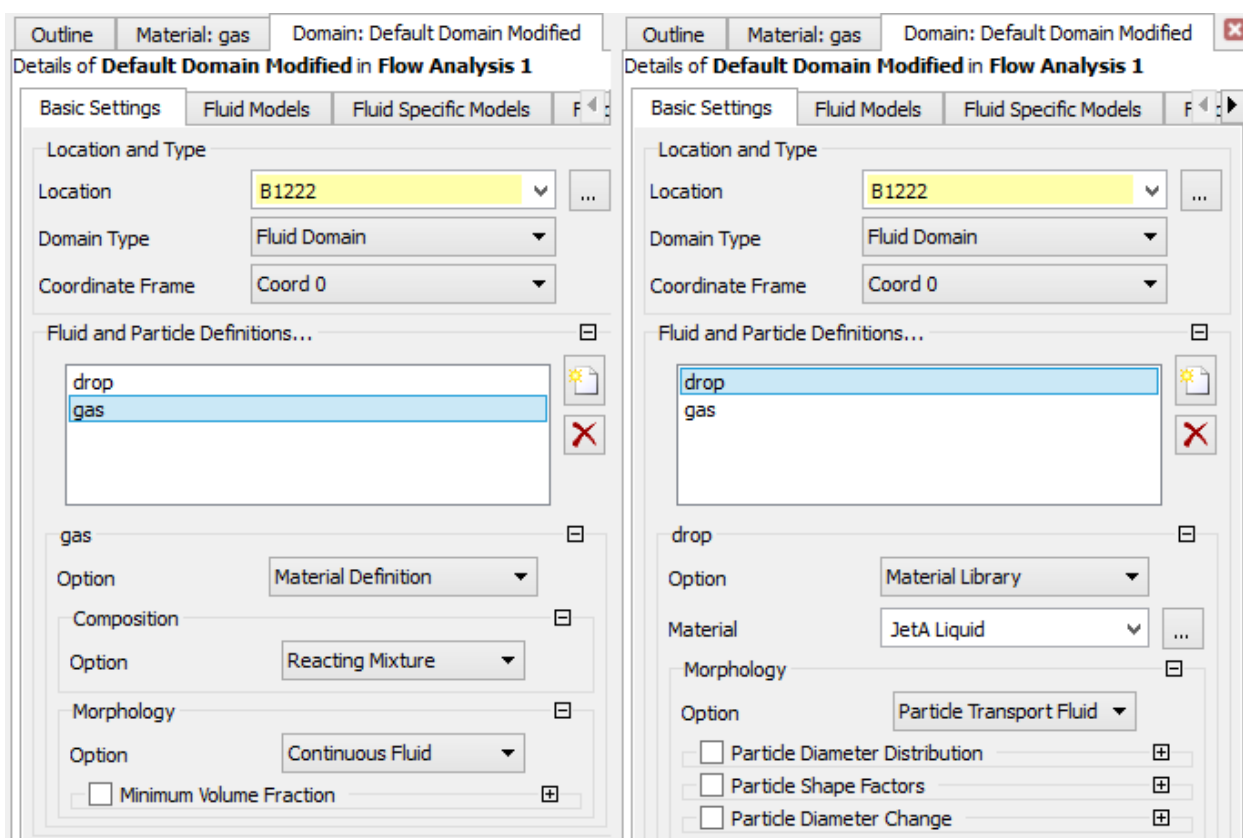 Outline Material: gas Domain: Default Domain Modified
Details of Default Domain Modified in Flow Analysis 1
Basic Settings Fluid Models Fluid Specific Models
Location and Type
Location B1222 ...
Domain Type Fluid Domain
Coordinate Frame Coord 0
Fluid and Particle Definitions...
drop
gas
gas
Option Material Definition
Composition
Option Reacting Mixture
Morphology
Option Continuous Fluid
Minimum Volume Fraction
Outline Material: gas Domain: Default Domain Modified
Details of Default Domain Modified in Flow Analysis 1
Basic Settings Fluid Models Fluid Specific Models
Location and Type
Location B1222 ...
Domain Type Fluid Domain
Coordinate Frame Coord 0
Fluid and Particle Definitions...
drop
gas
drop
Option Material Library
Material JetA Liquid ...
Morphology
Option Particle Transport Fluid
Particle Diameter Distribution
Particle Shape Factors
Particle Diameter Change